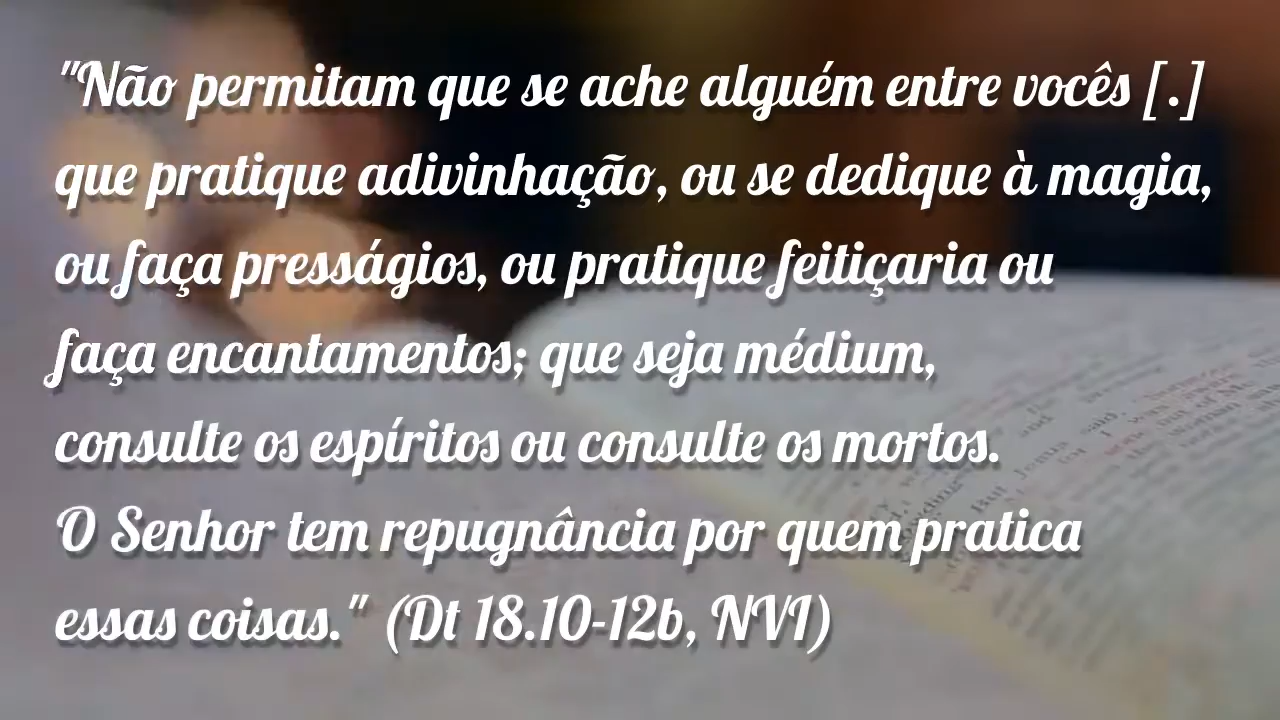 "Não permitam que se ache alguém entre vocês [.]
que pratique adivinhação, ou se dedique à magia,
ou faça presságios, ou pratique feitiçaria ou
faça encantamentos; que seja médium,
consulte os espíritos ou consulte os mortos.
O Senhor tem repugnância por quem pratica
essas coisas." (Dt 18.10-12b, NVI)